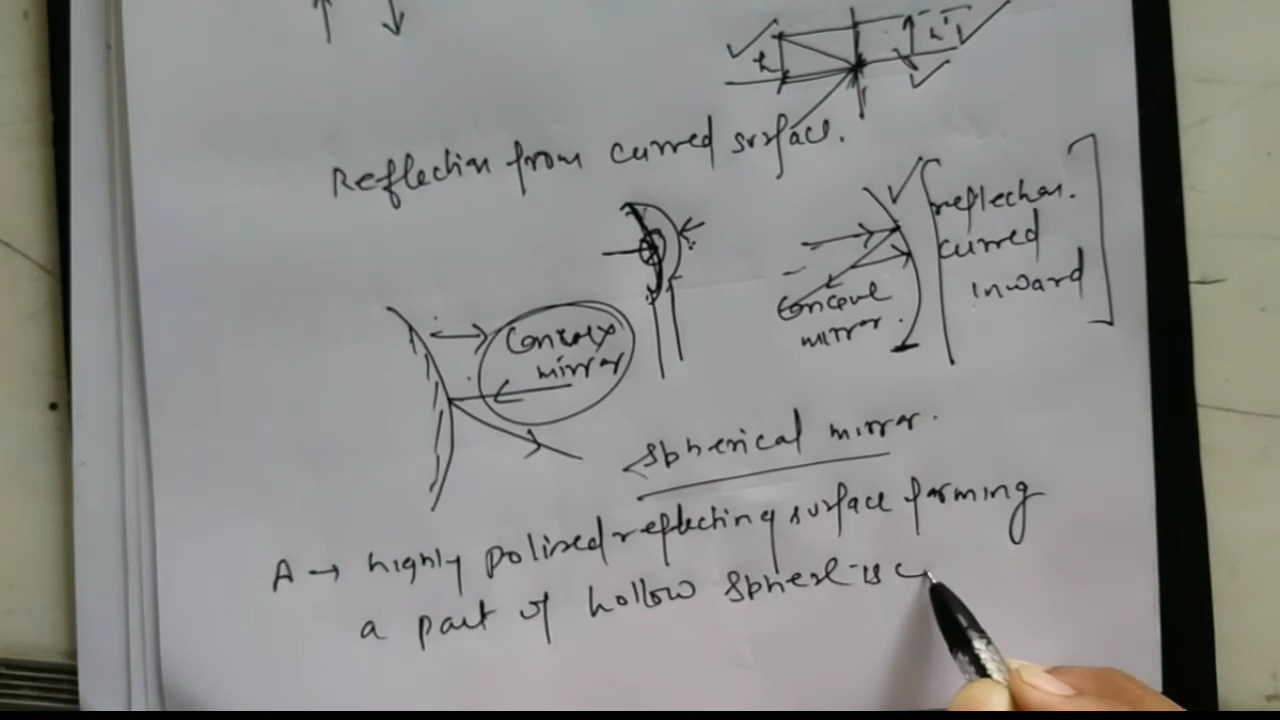 h h'
Reflection from curved surface.
reflection.
curved
inward
Concave
mirror.
Convex
mirror
Spherical mirror.
A → highly polised reflecting surface forming
a part of hollow sphere is c